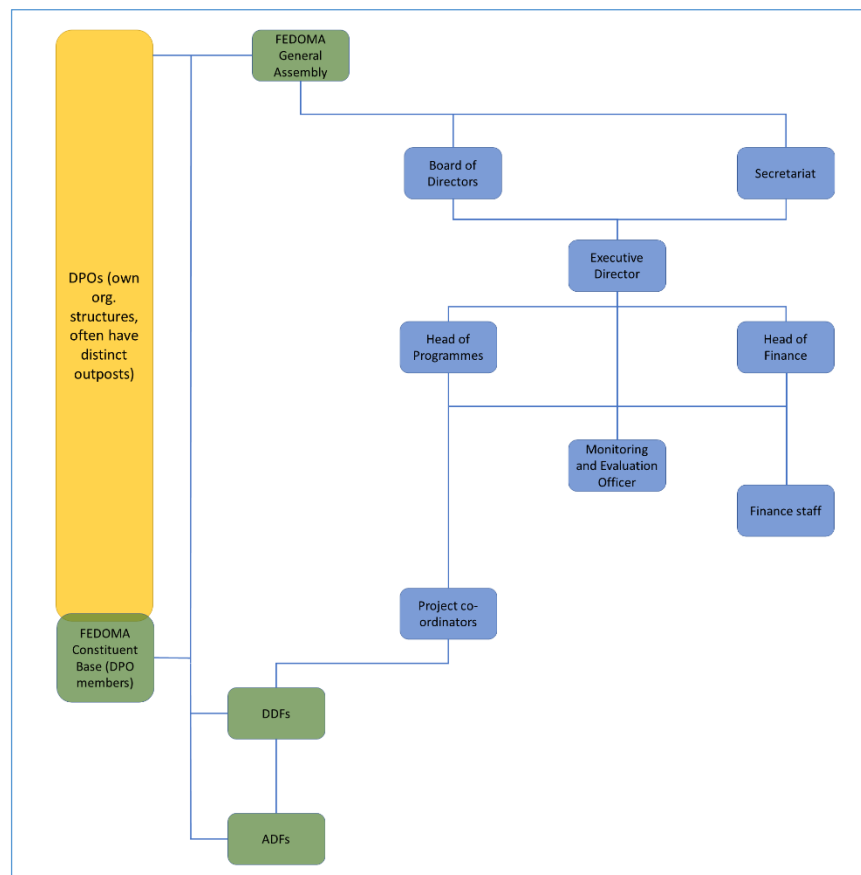 FEDOMA
General
Assembly
Board of
Directors
Secretariat
Executive
Director
DPOs (own
org.
structures,
often have
distinct
outposts)
Head of
Programmes
Head of
Finance
Monitoring
and Evaluation
Officer
Finance staff
Project co-
ordinators
FEDOMA
Constituent
Base (DPO
members)
DDFs
ADFs